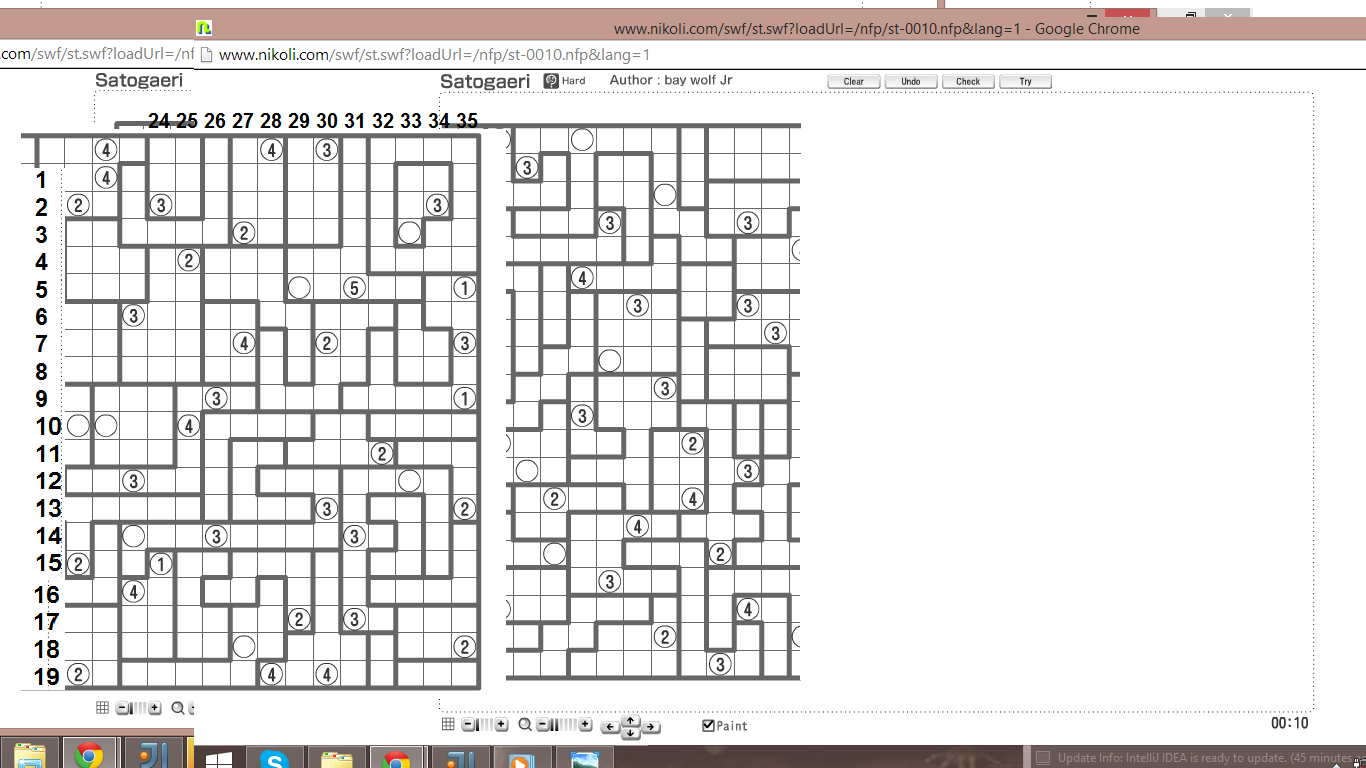 www.nikoli.com/swf/st.swf?loadUrl=/nfp/st-0010.nfp&lang=1 - Google Chrome
.com/swf/st.swf?loadUrl=/nf
www.nikoli.com/swf/st.swf?loadUrl=/nfp/st-0010.nfp&lang=1
Satogaeri
Satogaeri Hard Author : bay wolf Jr Clear Undo Check Try
24 25 26 27 28 29 30 31 32 33 34 35
4 4 3
1 4 3
2 2 3 3
3 2 3 3
4 2
5 5 1 4
6 3 3 3
7 4 2 3 3
8
9 3 1 3
10 4 3
11 2 2
12 3 3
13 3 2 2 4
14 3 3 4
15 2 1 2
16 4 3
17 2 3 4
18 2 2
19 2 4 4 3
Paint
00:10
Update Info: IntelliJ IDEA is ready to update. (45 minutes